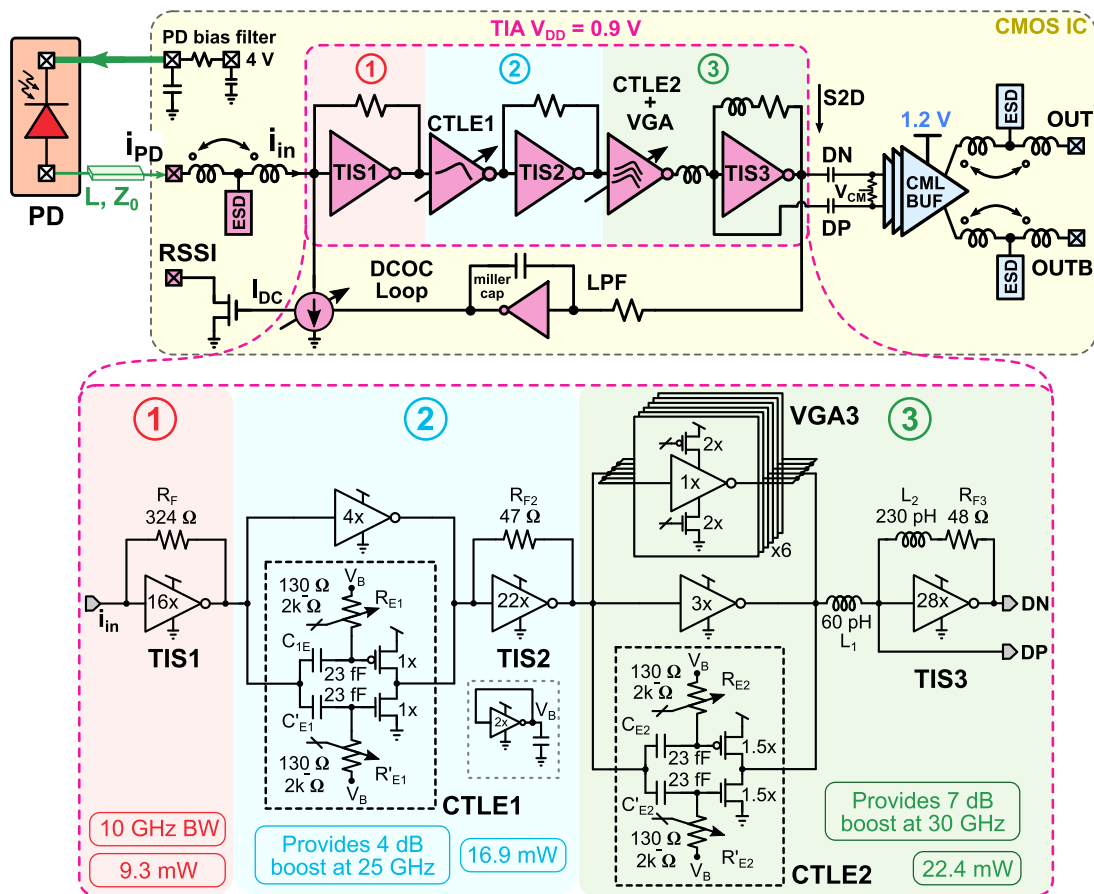 TIA VDD = 0.9 V
CMOS IC
PD bias filter
4 V
1
2
3
CTLE2
+
VGA
S2D
CTLE1
1.2 V
ESD
OUT
iPD
iin
TIS1
TIS2
TIS3
DN
VCM
DP
CML
BUF
L, Z0
PD
ESD
ESD
OUTB
RSSI
IDC
DCOC
Loop
miller
cap
LPF
1
2
3
VGA3
2x
1x
2x
x6
RF
324 Ω
4x
RF2
47 Ω
L2
230 pH
RF3
48 Ω
16x
22x
3x
28x
iin
TIS1
TIS2
60 pH
L1
TIS3
DN
DP
130 Ω
2k Ω
VB
RE1
C1E
23 fF
23 fF
C'E1
1x
1x
130 Ω
2k Ω
R'E1
VB
CTLE1
2x
VB
130 Ω
2k Ω
VB
RE2
CE2
23 fF
23 fF
C'E2
1.5x
1.5x
130 Ω
2k Ω
R'E2
VB
CTLE2
10 GHz BW
9.3 mW
Provides 4 dB
boost at 25 GHz
16.9 mW
Provides 7 dB
boost at 30 GHz
22.4 mW